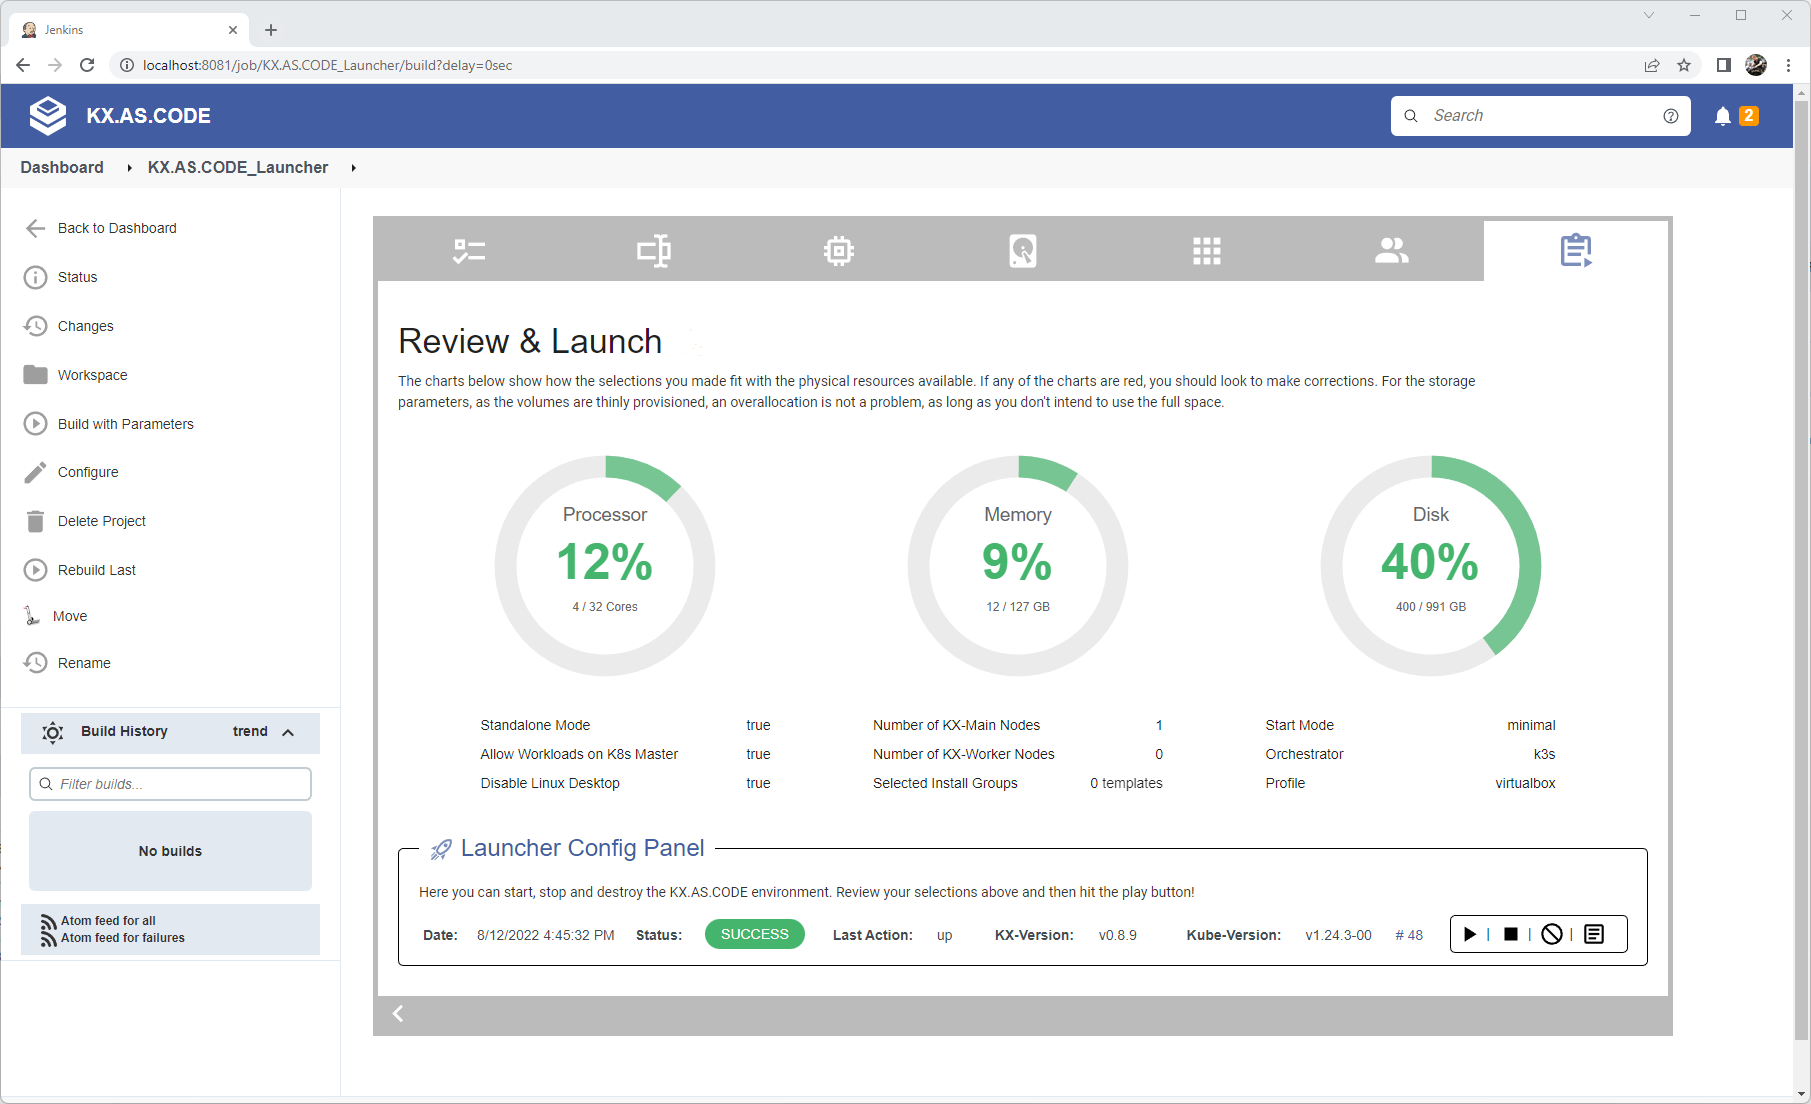 Jenkins
localhost:8081/job/KX.AS.CODE_Launcher/build?delay=0sec
KX.AS.CODE
Search
2
Dashboard
KX.AS.CODE_Launcher
Back to Dashboard
Status
Changes
Workspace
Build with Parameters
Configure
Delete Project
Rebuild Last
Move
Rename
Build History trend
Filter builds...
No builds
Atom feed for all
Atom feed for failures
Review & Launch
The charts below show how the selections you made fit with the physical resources available. If any of the charts are red, you should look to make corrections. For the storage
parameters, as the volumes are thinly provisioned, an overallocation is not a problem, as long as you don't intend to use the full space.
Processor
12%
4 / 32 Cores
Memory
9%
12 / 127 GB
Disk
40%
400 / 991 GB
Standalone Mode true
Allow Workloads on K8s Master true
Disable Linux Desktop true
Number of KX-Main Nodes 1
Number of KX-Worker Nodes 0
Selected Install Groups 0 templates
Start Mode minimal
Orchestrator k3s
Profile virtualbox
Launcher Config Panel
Here you can start, stop and destroy the KX.AS.CODE environment. Review your selections above and then hit the play button!
Date: 8/12/2022 4:45:32 PM Status: SUCCESS Last Action: up KX-Version: v0.8.9 Kube-Version: v1.24.3-00 # 48